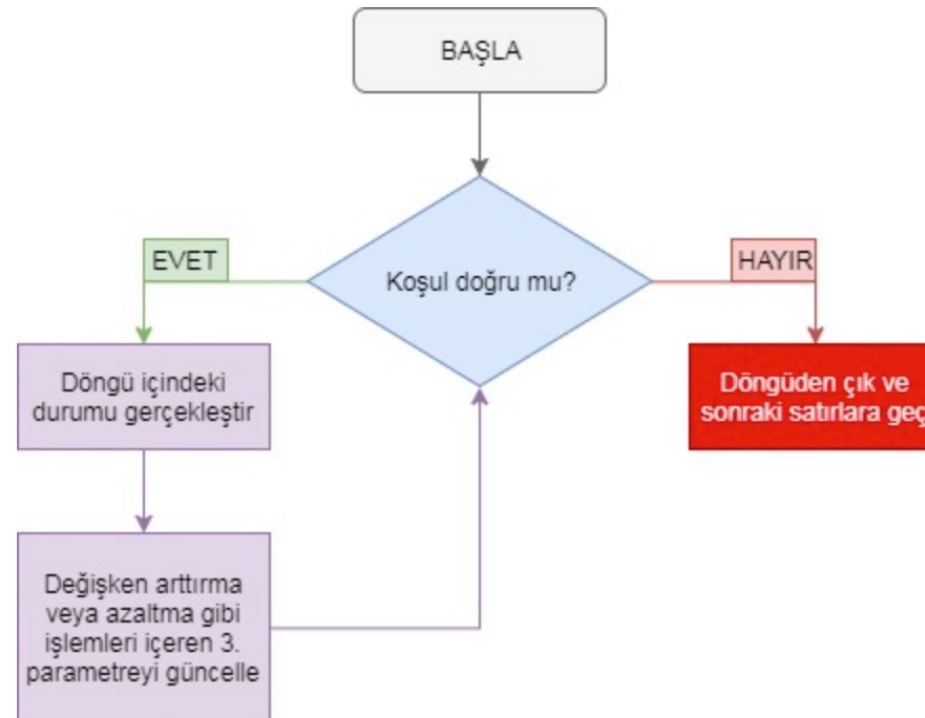 BAŞLA
Koşul doğru mu?
EVET
HAYIR
Döngü içindeki
durumu gerçekleştir
Döngüden çık ve
sonraki satırlara geç
Değişken arttırma
veya azaltma gibi
işlemleri içeren 3.
parametreyi güncelle